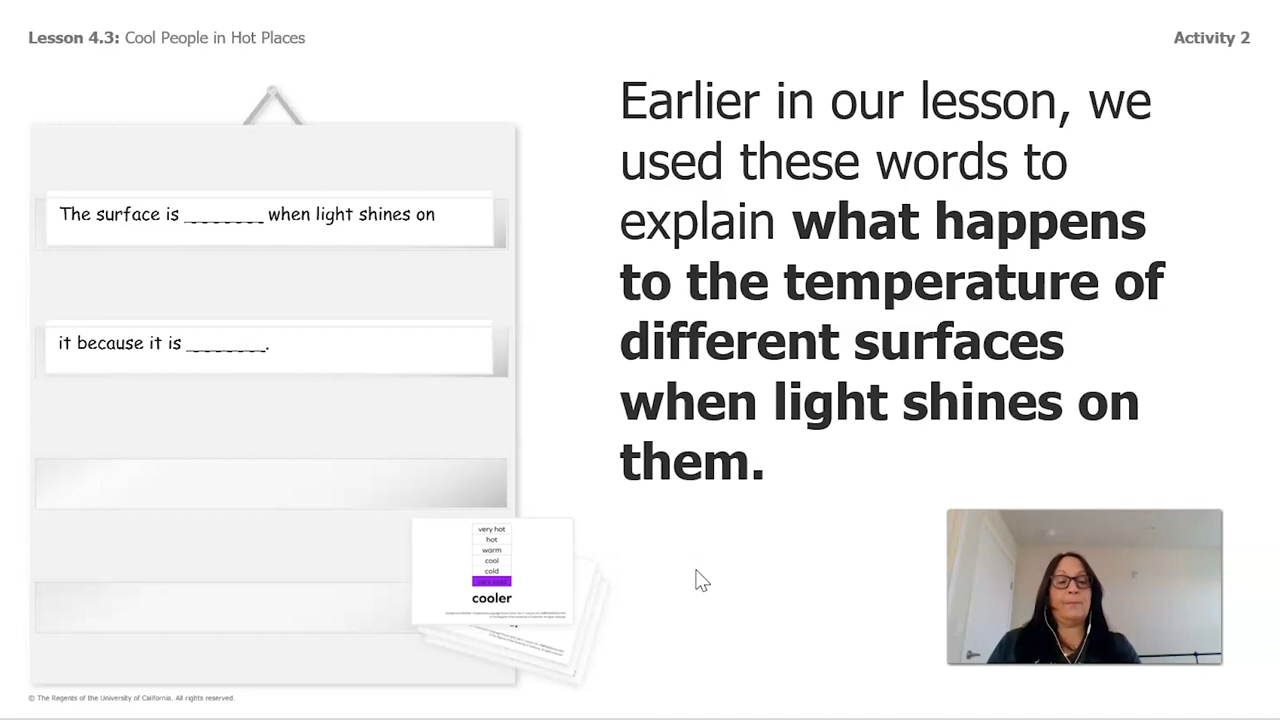 Lesson 4.3: Cool People in Hot Places
Activity 2
The surface is ________ when light shines on
it because it is ________.
Earlier in our lesson, we
used these words to
explain what happens
to the temperature of
different surfaces
when light shines on
them.
very hot
hot
warm
cool
cold
cooler
© The Regents of the University of California. All rights reserved.